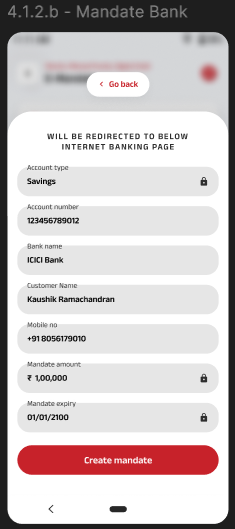 4.1.2.b - Mandate Bank
Go back
WILL BE REDIRECTED TO BELOW
INTERNET BANKING PAGE
Account type
Savings
Account number
123456789012
Bank name
ICICI Bank
Customer Name
Kaushik Ramachandran
Mobile no
+91 8056179010
Mandate amount
₹ 1,00,000
Mandate expiry
01/01/2100
Create mandate